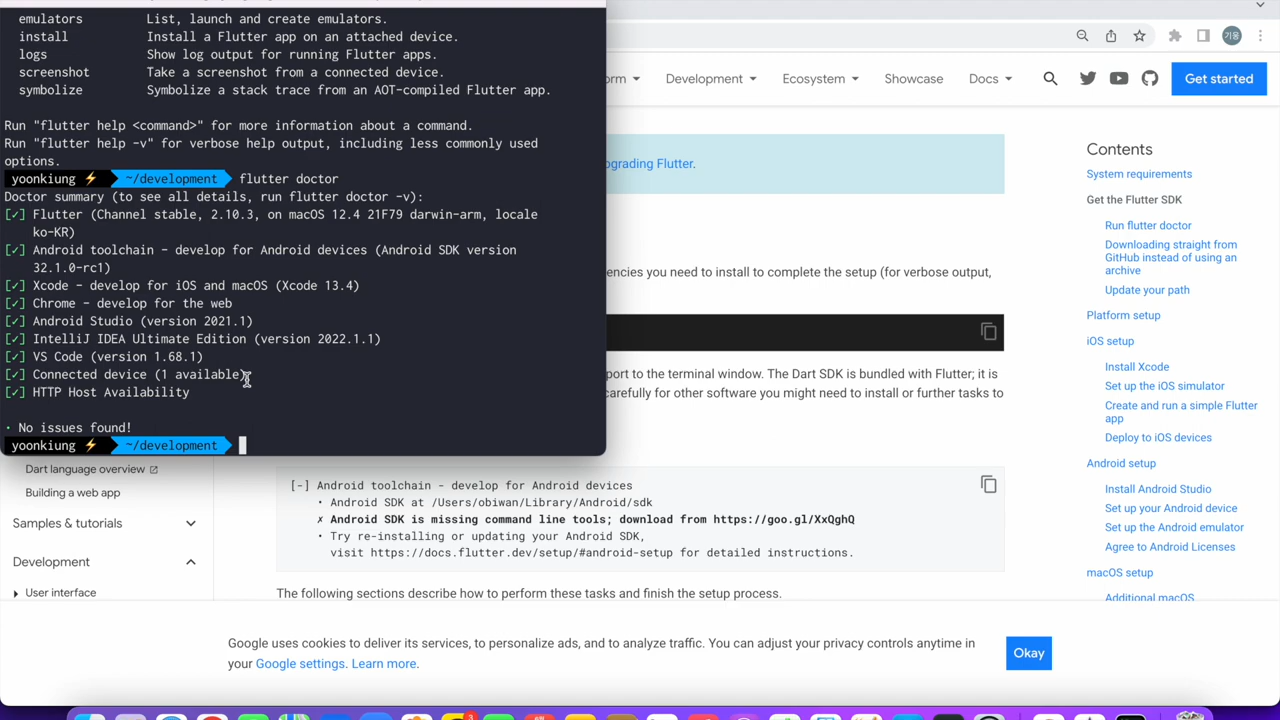 emulators List, launch and create emulators.
install Install a Flutter app on an attached device.
logs Show log output for running Flutter apps.
screenshot Take a screenshot from a connected device.
symbolize Symbolize a stack trace from an AOT-compiled Flutter app.
Run "flutter help <command>" for more information about a command.
Run "flutter help -v" for verbose help output, including less commonly used
options.
yoonkiung ⚡ ~/development flutter doctor
Doctor summary (to see all details, run flutter doctor -v):
[✓] Flutter (Channel stable, 2.10.3, on macOS 12.4 21F79 darwin-arm, locale
ko-KR)
[✓] Android toolchain - develop for Android devices (Android SDK version
32.1.0-rc1)
[✓] Xcode - develop for iOS and macOS (Xcode 13.4)
[✓] Chrome - develop for the web
[✓] Android Studio (version 2021.1)
[✓] IntelliJ IDEA Ultimate Edition (version 2022.1.1)
[✓] VS Code (version 1.68.1)
[✓] Connected device (1 available)
[✓] HTTP Host Availability
• No issues found!
yoonkiung ⚡ ~/development
기웅
orm Development Ecosystem Showcase Docs Get started
grading Flutter.
encies you need to install to complete the setup (for verbose output,
port to the terminal window. The Dart SDK is bundled with Flutter; it is
carefully for other software you might need to install or further tasks to
Dart language overview
Building a web app
Samples & tutorials
Development
User interface
[-] Android toolchain - develop for Android devices
• Android SDK at /Users/obiwan/Library/Android/sdk
✗ Android SDK is missing command line tools; download from https://goo.gl/XxQghQ
• Try re-installing or updating your Android SDK,
visit https://docs.flutter.dev/setup/#android-setup for detailed instructions.
The following sections describe how to perform these tasks and finish the setup process.
Contents
System requirements
Get the Flutter SDK
Run flutter doctor
Downloading straight from
GitHub instead of using an
archive
Update your path
Platform setup
iOS setup
Install Xcode
Set up the iOS simulator
Create and run a simple Flutter
app
Deploy to iOS devices
Android setup
Install Android Studio
Set up your Android device
Set up the Android emulator
Agree to Android Licenses
macOS setup
Additional macOS
Google uses cookies to deliver its services, to personalize ads, and to analyze traffic. You can adjust your privacy controls anytime in
your Google settings. Learn more.
Okay
3